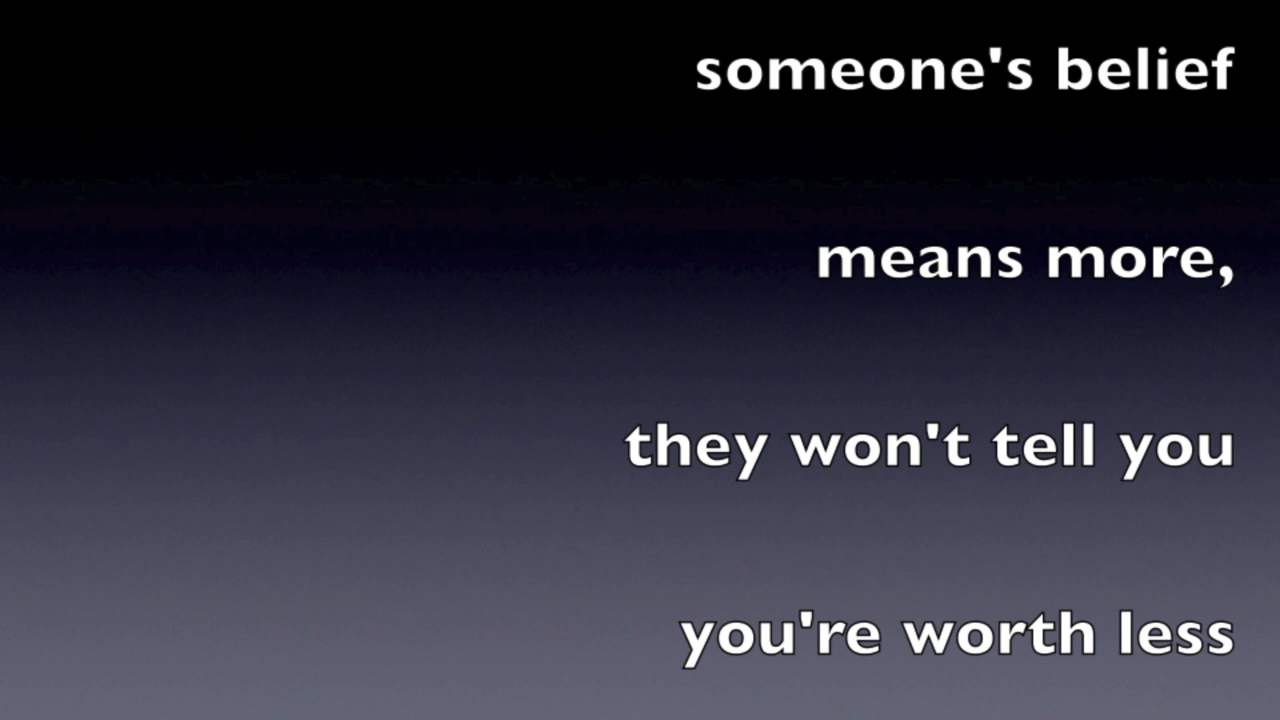 someone's belief
means more,
they won't tell you
you're worth less